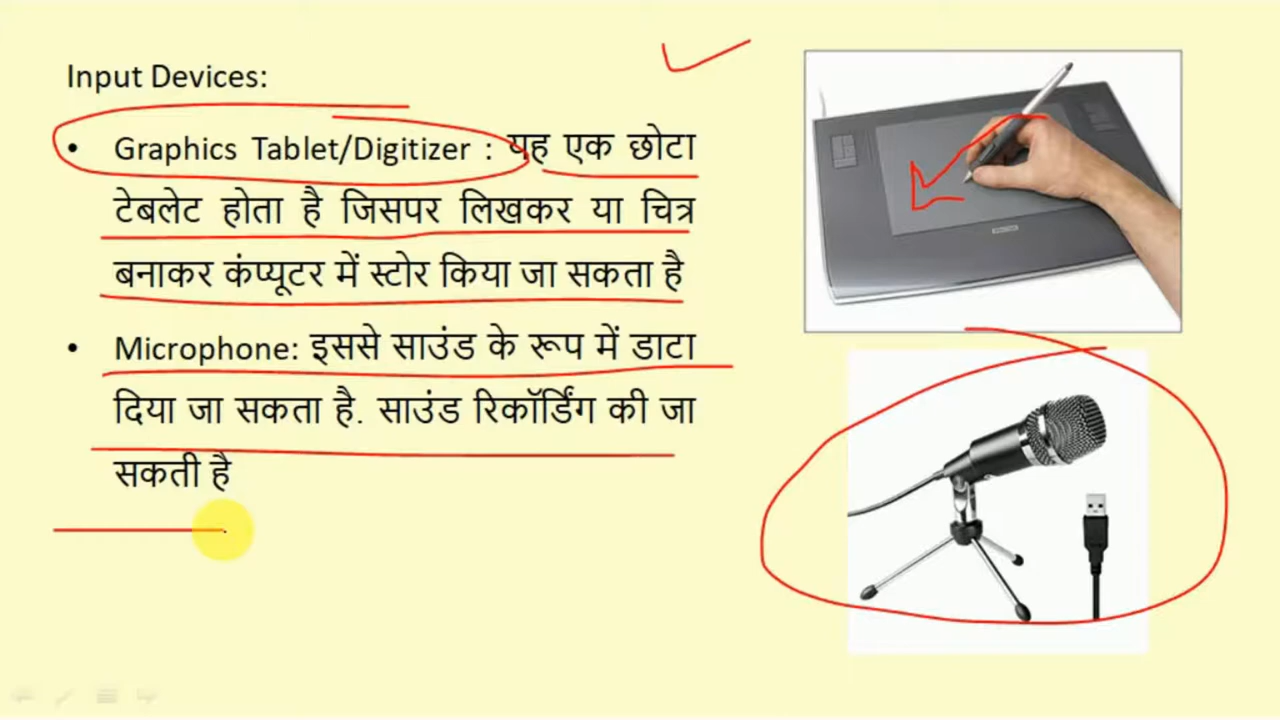 Input Devices:
• Graphics Tablet/Digitizer : यह एक छोटा
टेबलेट होता है जिसपर लिखकर या चित्र
बनाकर कंप्यूटर में स्टोर किया जा सकता है
• Microphone: इससे साउंड के रूप में डाटा
दिया जा सकता है. साउंड रिकॉर्डिंग की जा
सकती है